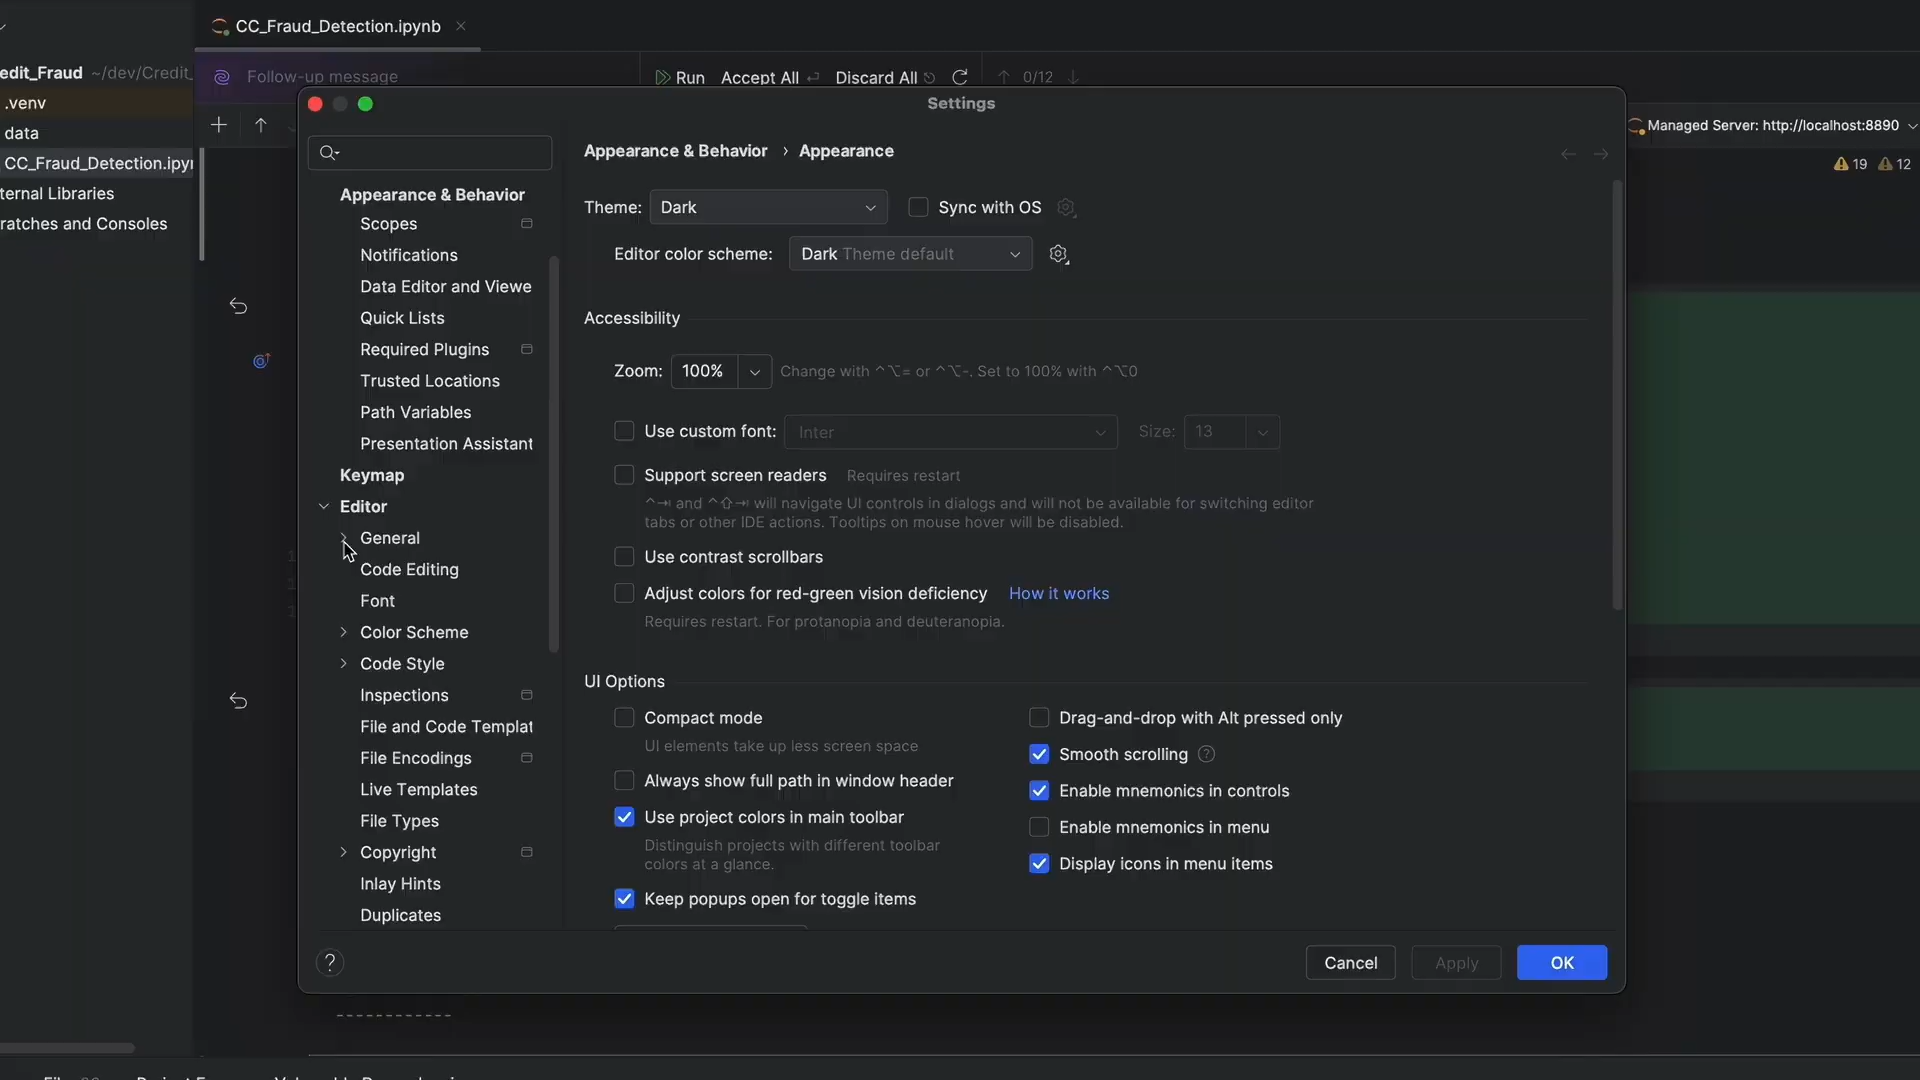 CC_Fraud_Detection.ipynb
edit_Fraud ~/dev/Credit_
Follow-up message
Run Accept All Discard All 0/12
.venv
data
CC_Fraud_Detection.ipyn
ternal Libraries
ratches and Consoles
Managed Server: http://localhost:8890
19 12
Settings
Appearance & Behavior
Scopes
Notifications
Data Editor and Viewe
Quick Lists
Required Plugins
Trusted Locations
Path Variables
Presentation Assistant
Keymap
Editor
General
Code Editing
Font
Color Scheme
Code Style
Inspections
File and Code Templat
File Encodings
Live Templates
File Types
Copyright
Inlay Hints
Duplicates
Appearance & Behavior › Appearance
Theme: Dark Sync with OS
Editor color scheme: Dark Theme default
Accessibility
Zoom: 100% Change with ^⌥= or ^⌥-. Set to 100% with ^⌥0
Use custom font: Inter Size: 13
Support screen readers Requires restart
^⇥ and ^⇧⇥ will navigate UI controls in dialogs and will not be available for switching editor
tabs or other IDE actions. Tooltips on mouse hover will be disabled.
Use contrast scrollbars
Adjust colors for red-green vision deficiency How it works
Requires restart. For protanopia and deuteranopia.
UI Options
Compact mode
UI elements take up less screen space
Always show full path in window header
Use project colors in main toolbar
Distinguish projects with different toolbar
colors at a glance.
Keep popups open for toggle items
Drag-and-drop with Alt pressed only
Smooth scrolling ?
Enable mnemonics in controls
Enable mnemonics in menu
Display icons in menu items
? Cancel Apply OK